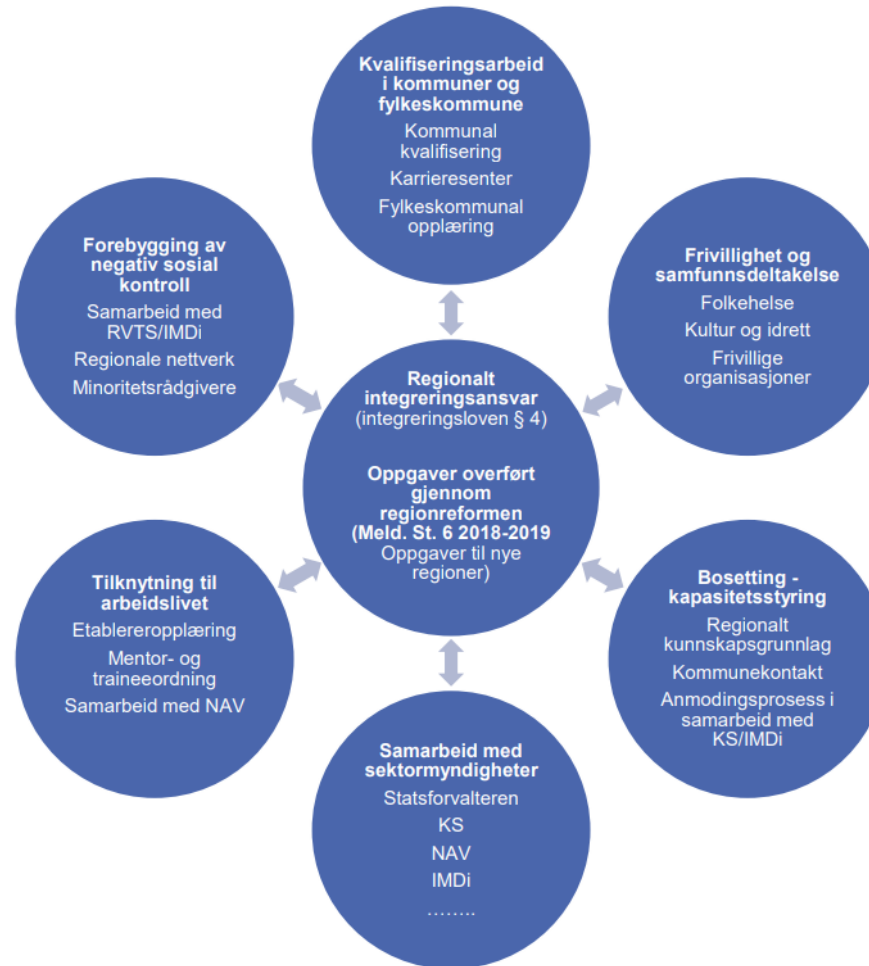 Kvalifiseringsarbeid
i kommuner og
fylkeskommune
Kommunal
kvalifisering
Karrieresenter
Fylkeskommunal
opplæring
Frivillighet og
samfunnsdeltakelse
Folkehelse
Kultur og idrett
Frivillige
organisasjoner
Bosetting -
kapasitetsstyring
Regionalt
kunnskapsgrunnlag
Kommunekontakt
Anmodingsprosess i
samarbeid med
KS/IMDi
Samarbeid med
sektormyndigheter
Statsforvalteren
KS
NAV
IMDi
........
Tilknytning til
arbeidslivet
Etablereropplæring
Mentor- og
traineeordning
Samarbeid med NAV
Forebygging av
negativ sosial
kontroll
Samarbeid med
RVTS/IMDi
Regionale nettverk
Minoritetsrådgivere
Regionalt
integreringsansvar
(integreringsloven § 4)
Oppgaver overført
gjennom
regionreformen
(Meld. St. 6 2018-2019
Oppgaver til nye
regioner)